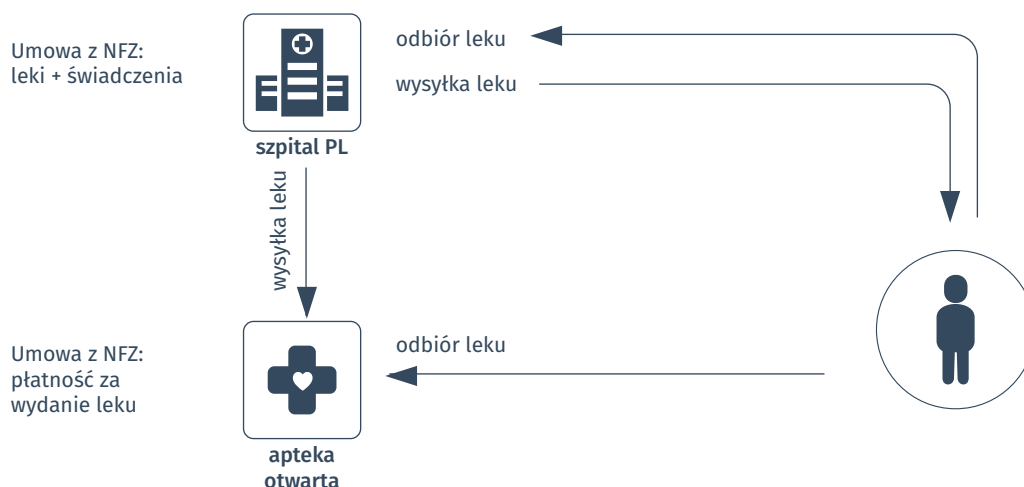 Umowa z NFZ:
leki + świadczenia
szpital PL
odbiór leku
wysyłka leku
wysyłka leku
Umowa z NFZ:
płatność za
wydanie leku
apteka
otwarta
odbiór leku